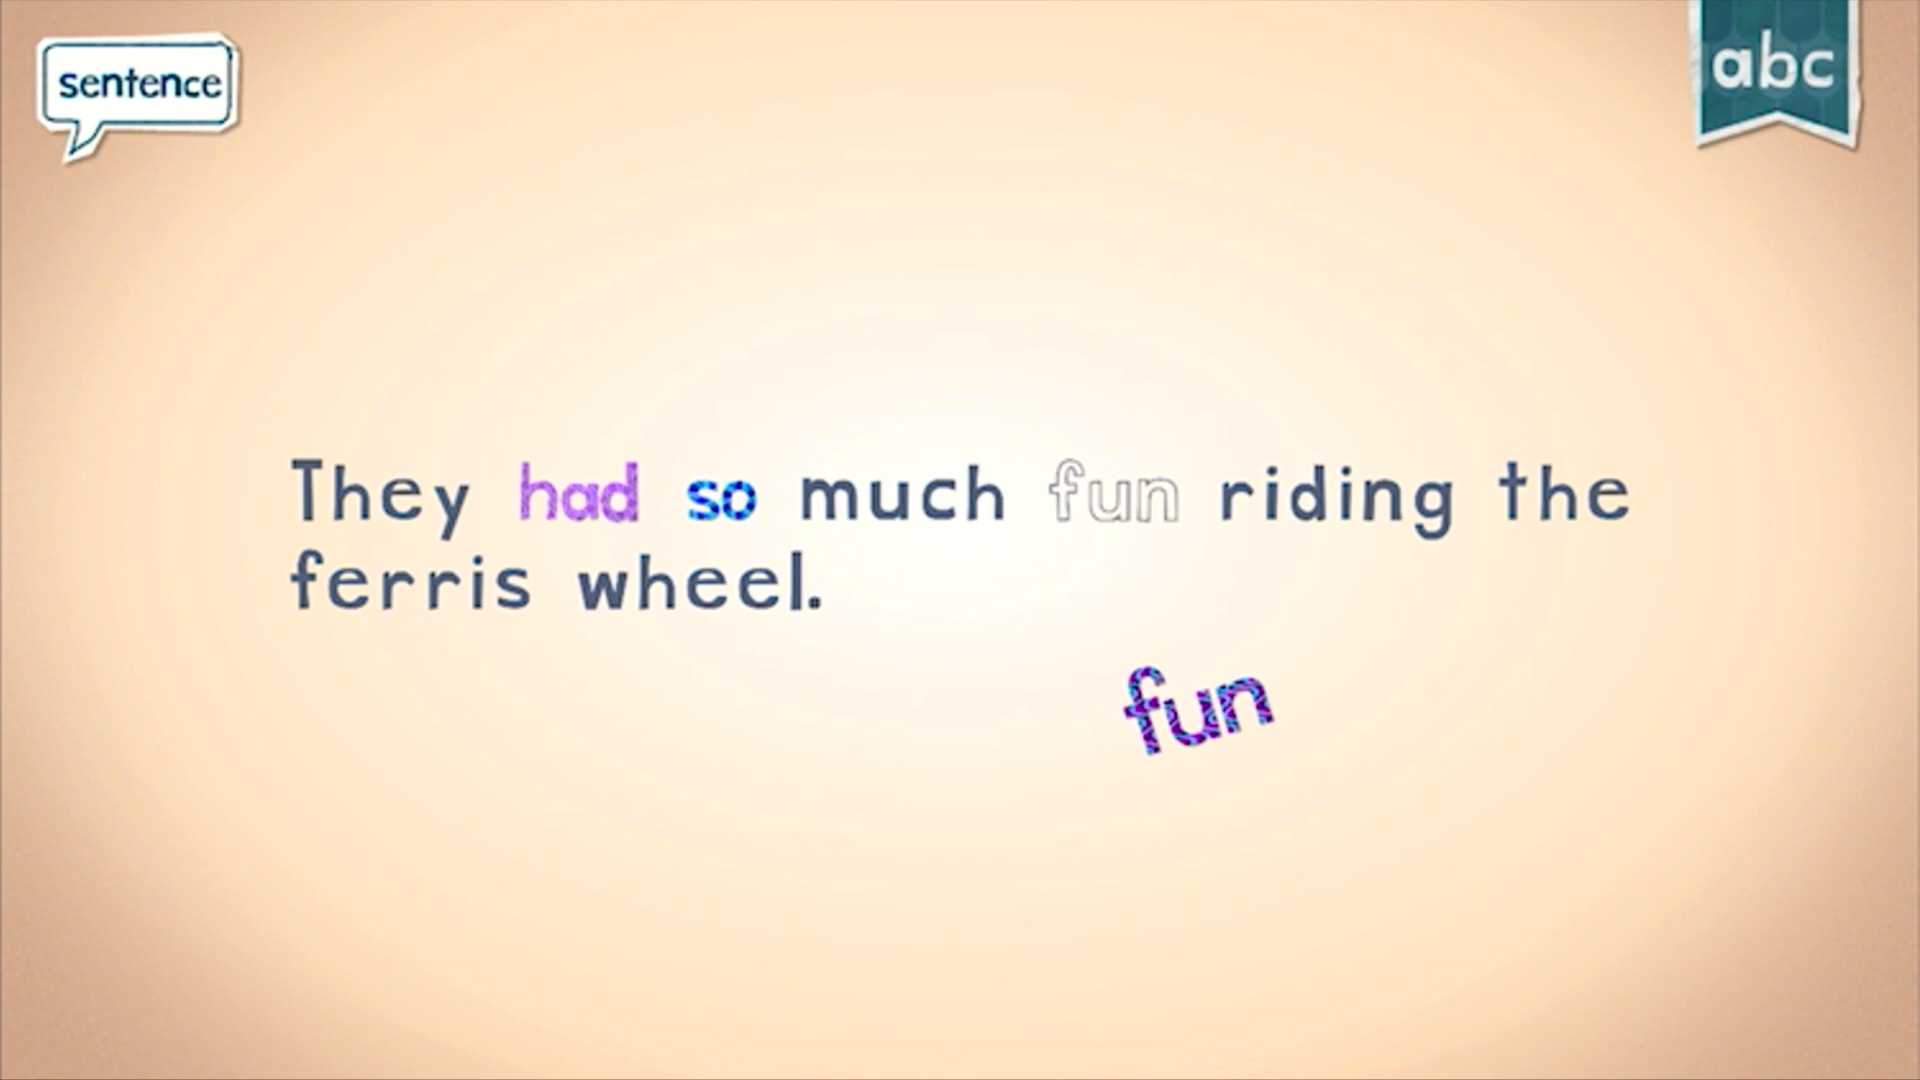 sentence
abc
They had so much fun riding the
ferris wheel.
fun